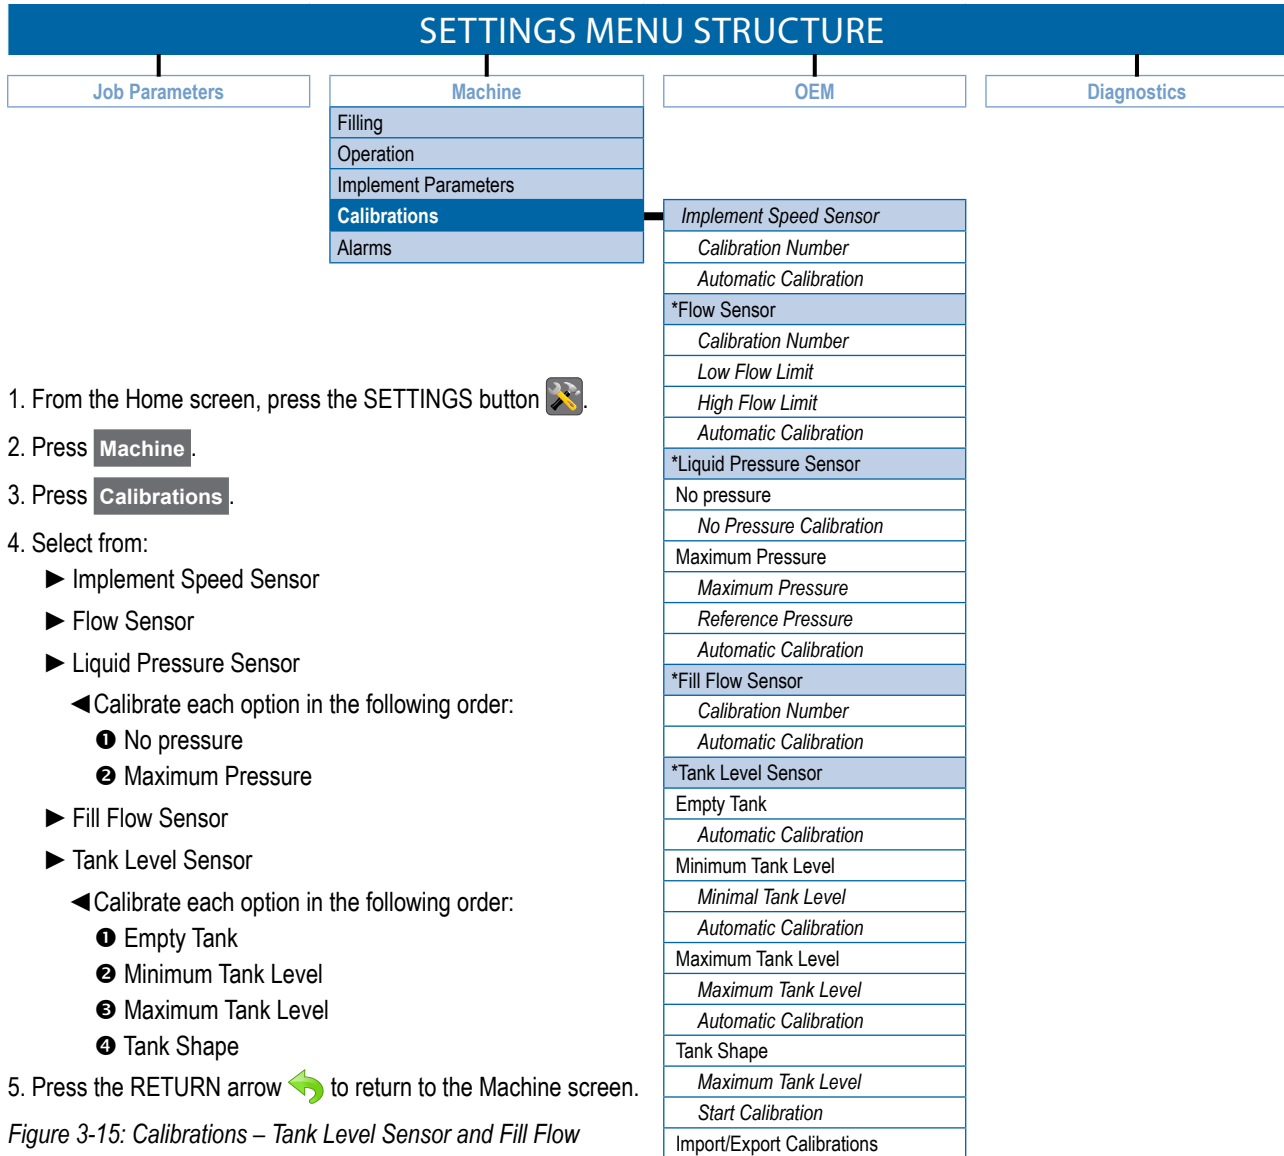 SETTINGS MENU STRUCTURE
Job Parameters
Machine
OEM
Diagnostics
Filling
Operation
Implement Parameters
Calibrations
Alarms
Implement Speed Sensor
Calibration Number
Automatic Calibration
*Flow Sensor
Calibration Number
Low Flow Limit
High Flow Limit
Automatic Calibration
*Liquid Pressure Sensor
No pressure
No Pressure Calibration
Maximum Pressure
Maximum Pressure
Reference Pressure
Automatic Calibration
*Fill Flow Sensor
Calibration Number
Automatic Calibration
*Tank Level Sensor
Empty Tank
Automatic Calibration
Minimum Tank Level
Minimal Tank Level
Automatic Calibration
Maximum Tank Level
Maximum Tank Level
Automatic Calibration
Tank Shape
Maximum Tank Level
Start Calibration
Import/Export Calibrations
1. From the Home screen, press the SETTINGS button .
2. Press Machine .
3. Press Calibrations .
4. Select from:
►Implement Speed Sensor
►Flow Sensor
►Liquid Pressure Sensor
◄Calibrate each option in the following order:
❶ No pressure
❷ Maximum Pressure
►Fill Flow Sensor
►Tank Level Sensor
◄Calibrate each option in the following order:
❶ Empty Tank
❷ Minimum Tank Level
❸ Maximum Tank Level
❹ Tank Shape
5. Press the RETURN arrow to return to the Machine screen.
Figure 3-15: Calibrations – Tank Level Sensor and Fill Flow